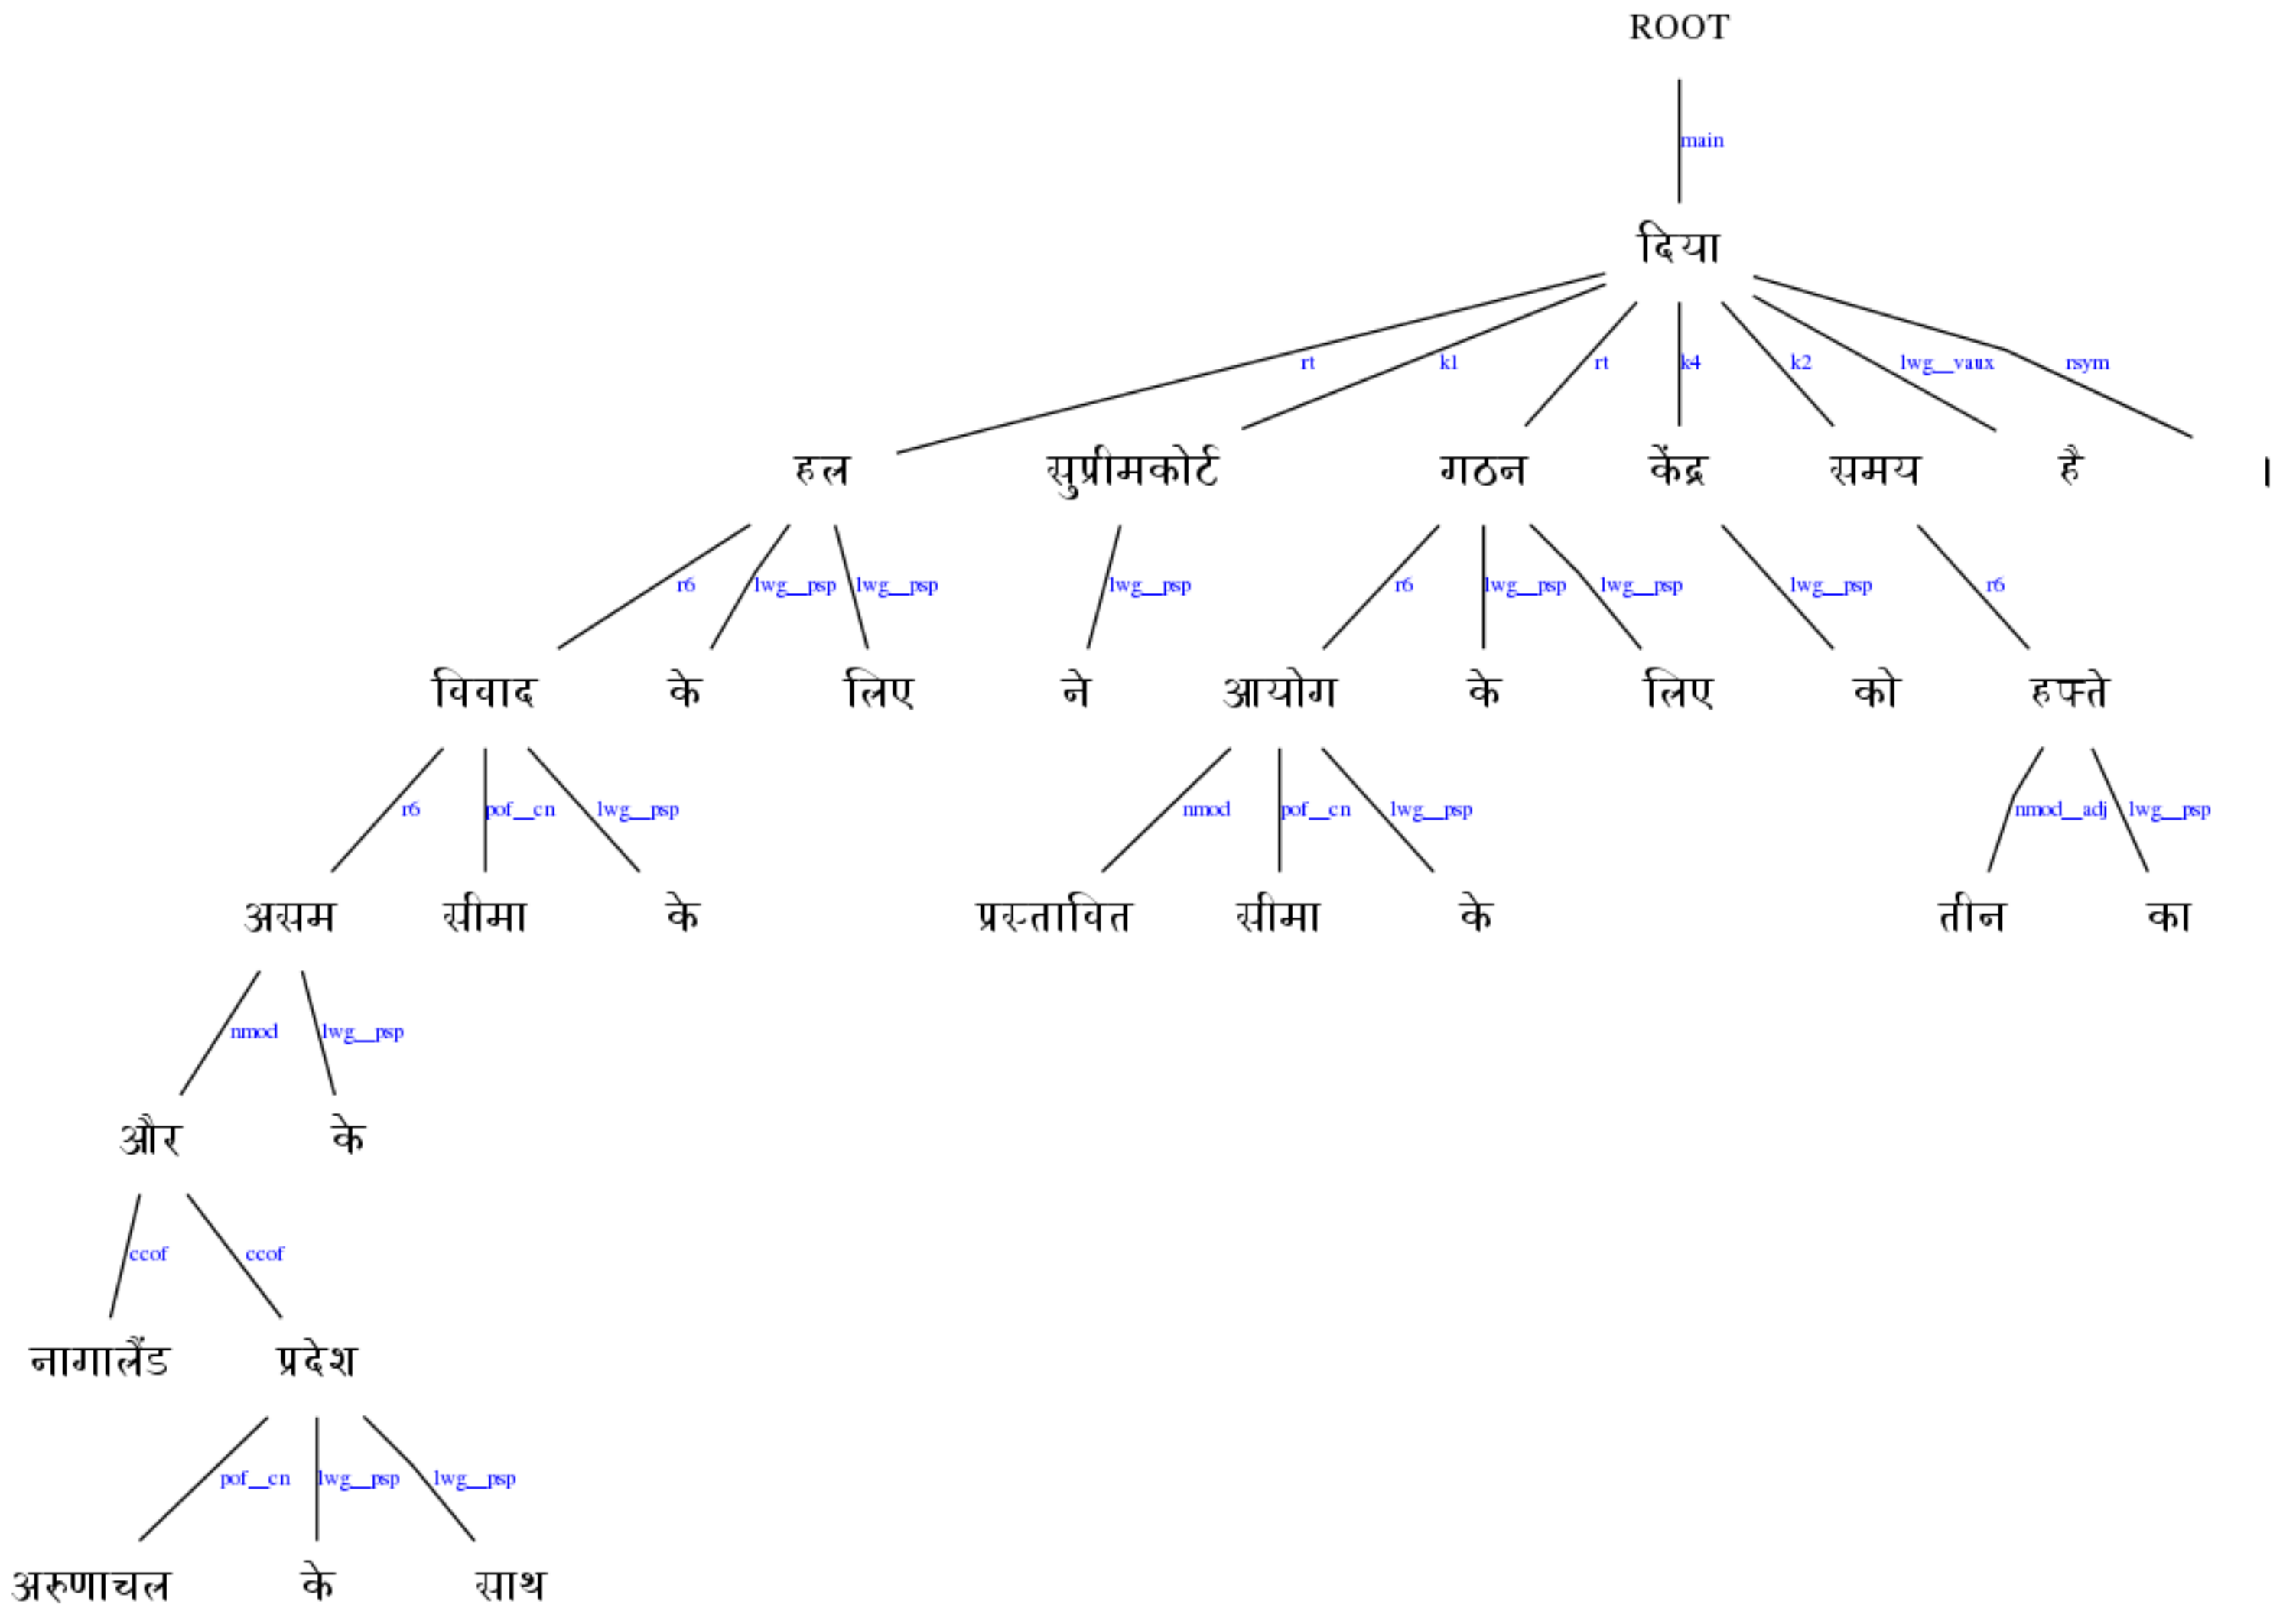 ROOT
main
दिया
rt k1 rt k4 k2 lwg__vaux rsym
हल सुप्रीमकोर्ट गठन केंद्र समय है ।
r6 lwg__psp lwg__psp lwg__psp r6 lwg__psp lwg__psp lwg__psp r6
विवाद के लिए ने आयोग के लिए को हफ्ते
r6 pof__cn lwg__psp nmod pof__cn lwg__psp nmod__adj lwg__psp
असम सीमा के प्रस्तावित सीमा के तीन का
nmod lwg__psp
और के
ccof ccof
नागालैंड प्रदेश
pof__cn lwg__psp lwg__psp
अरुणाचल के साथ